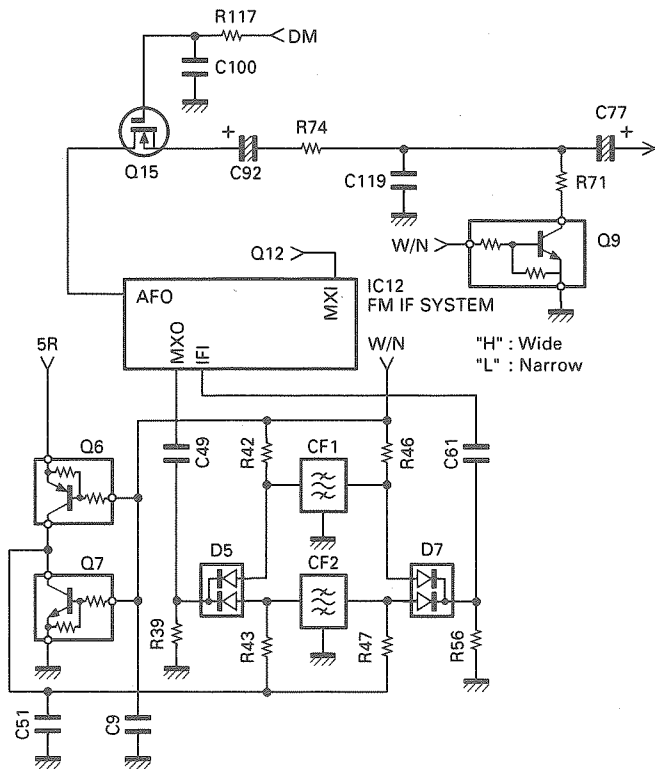 R117
DM
C100
C77
+
R74
+
Q15
C92
C119
R71
W/N
Q9
Q12
IC12
FM IF SYSTEM
AFO
MXI
MXO
IFI
"H" : Wide
"L" : Narrow
5R
W/N
Q6
C49
R42
CF1
R46
C61
D5
CF2
D7
Q7
R39
R43
R47
R56
C51
C9